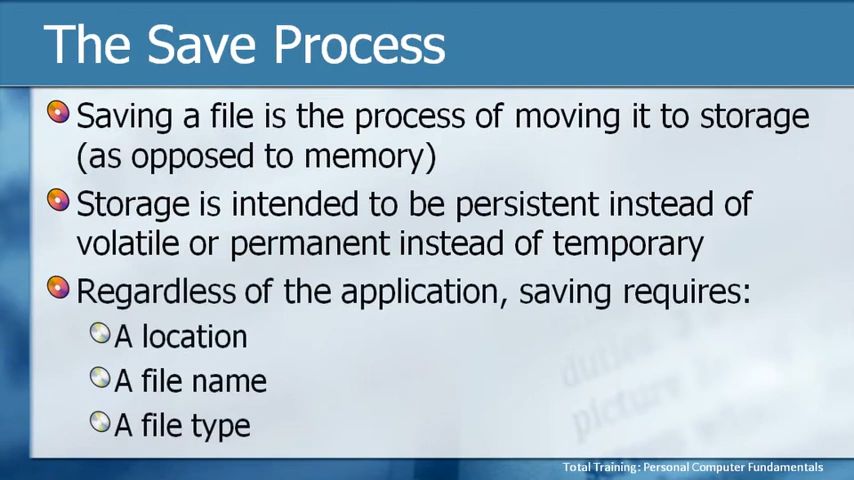 The Save Process
Saving a file is the process of moving it to storage
(as opposed to memory)
Storage is intended to be persistent instead of
volatile or permanent instead of temporary
Regardless of the application, saving requires:
A location
A file name
A file type
duties
picture
Total Training: Personal Computer Fundamentals